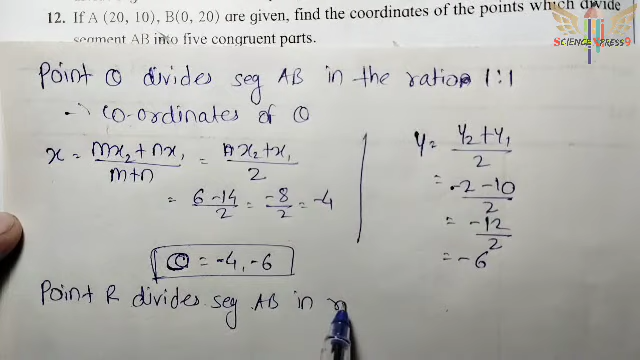 12. If A (20, 10), B(0, 20) are given, find the coordinates of the points which divide
segment AB into five congruent parts.
SCIENCE XPRESS 9
Point Q divides seg AB in the ratio 1:1
∴ CO-ordinates of Q
x = mx₂ + nx₁ / m+n = x₂+x₁ / 2
= 6-14 / 2 = -8 / 2 = -4
y = y₂+y₁ / 2
= -2-10 / 2
= -12 / 2
= -6
Q = -4, -6
Point R divides seg AB in